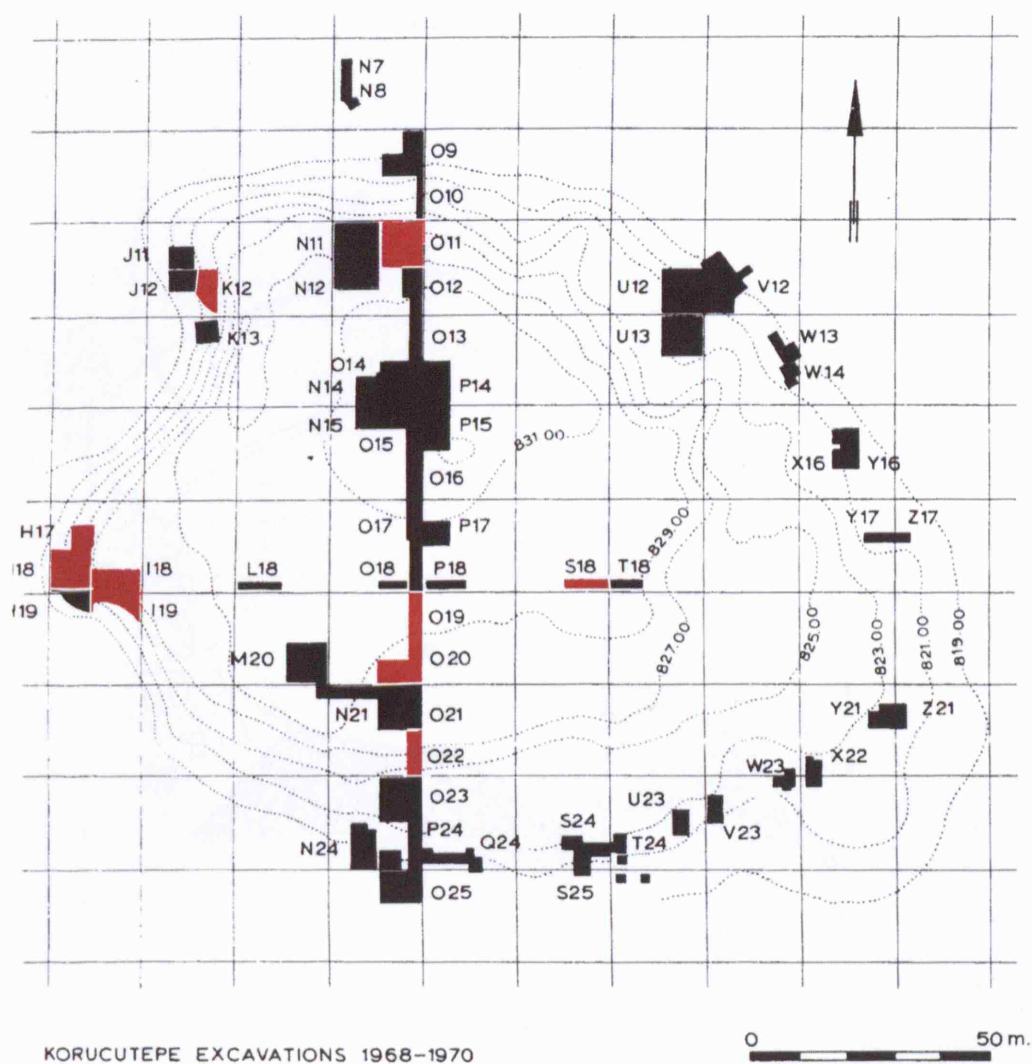 N7
N8
O9
O10
J11
N11
O11
J12
K12
N12
O12
U12
V12
K13
O13
U13
W13
O14
N14
P14
W14
N15
O15
P15
831.00
O16
X16
Y16
H17
O17
P17
Y17
Z17
829.00
I18
L18
O18
P18
S18
T18
I19
O19
827.00
825.00
823.00
821.00
819.00
M20
O20
N21
O21
Y21
Z21
O22
X22
W23
O23
U23
V23
N24
P24
Q24
S24
T24
O25
S25
KORUCUTEPE EXCAVATIONS 1968-1970
0 50 m.